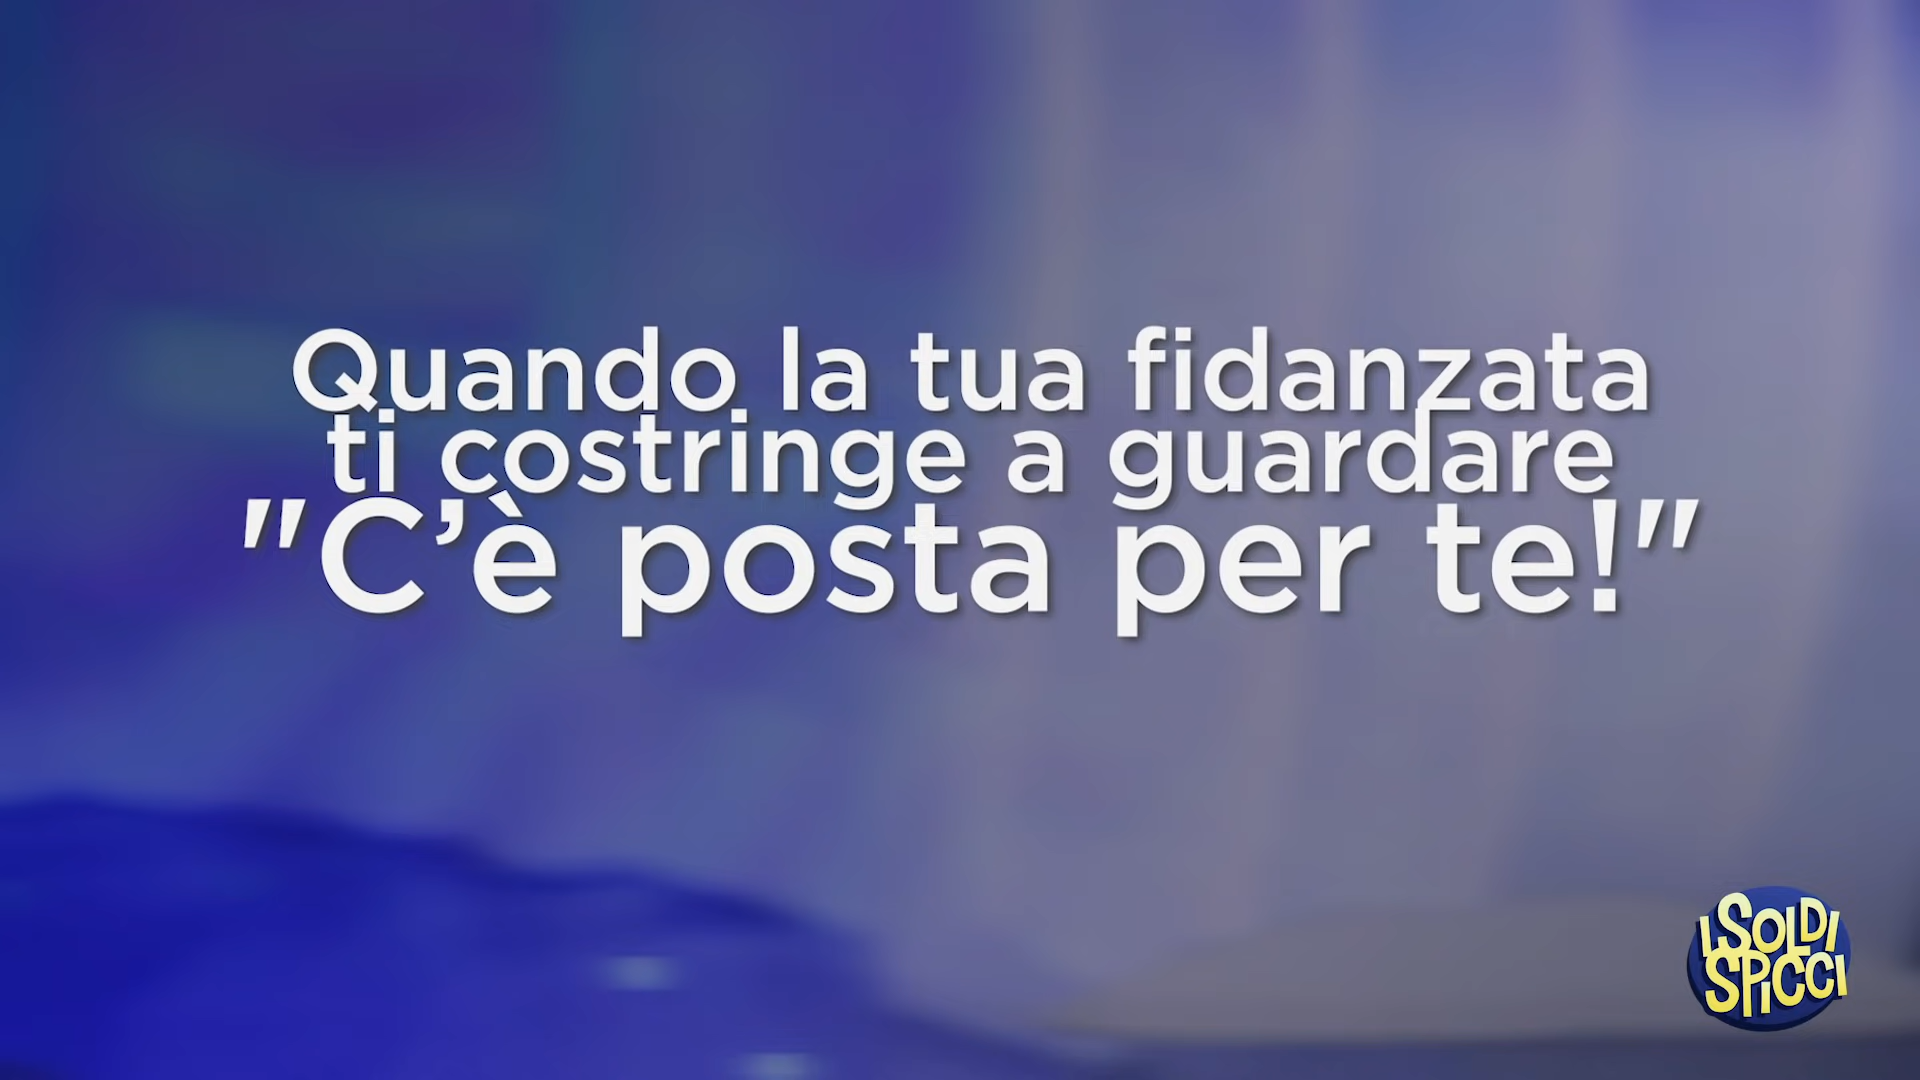 Quando la tua fidanzata
ti costringe a guardare
"C’è posta per te!"
I SOLDI
SPICCI